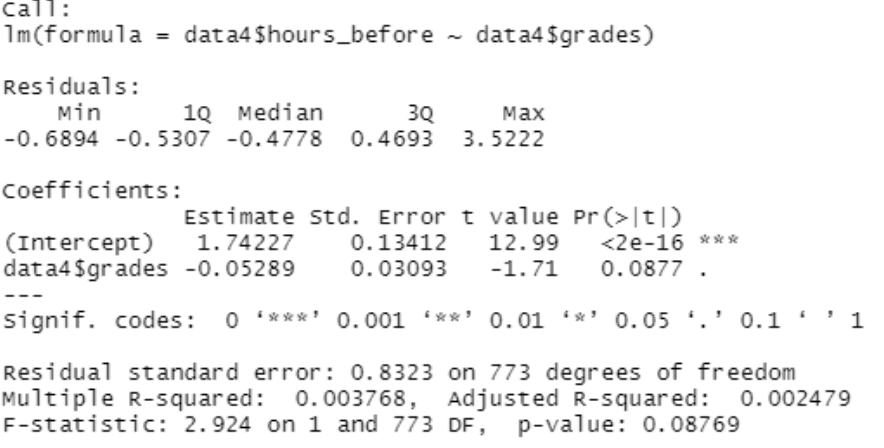 Call:
lm(formula = data4$hours_before ~ data4$grades)
Residuals:
Min 1Q Median 3Q Max
-0.6894 -0.5307 -0.4778 0.4693 3.5222
Coefficients:
Estimate Std. Error t value Pr(>|t|)
(Intercept) 1.74227 0.13412 12.99 <2e-16 ***
data4$grades -0.05289 0.03093 -1.71 0.0877 .
---
Signif. codes: 0 ‘***’ 0.001 ‘**’ 0.01 ‘*’ 0.05 ‘.’ 0.1 ‘ ’ 1
Residual standard error: 0.8323 on 773 degrees of freedom
Multiple R-squared: 0.003768, Adjusted R-squared: 0.002479
F-statistic: 2.924 on 1 and 773 DF, p-value: 0.08769